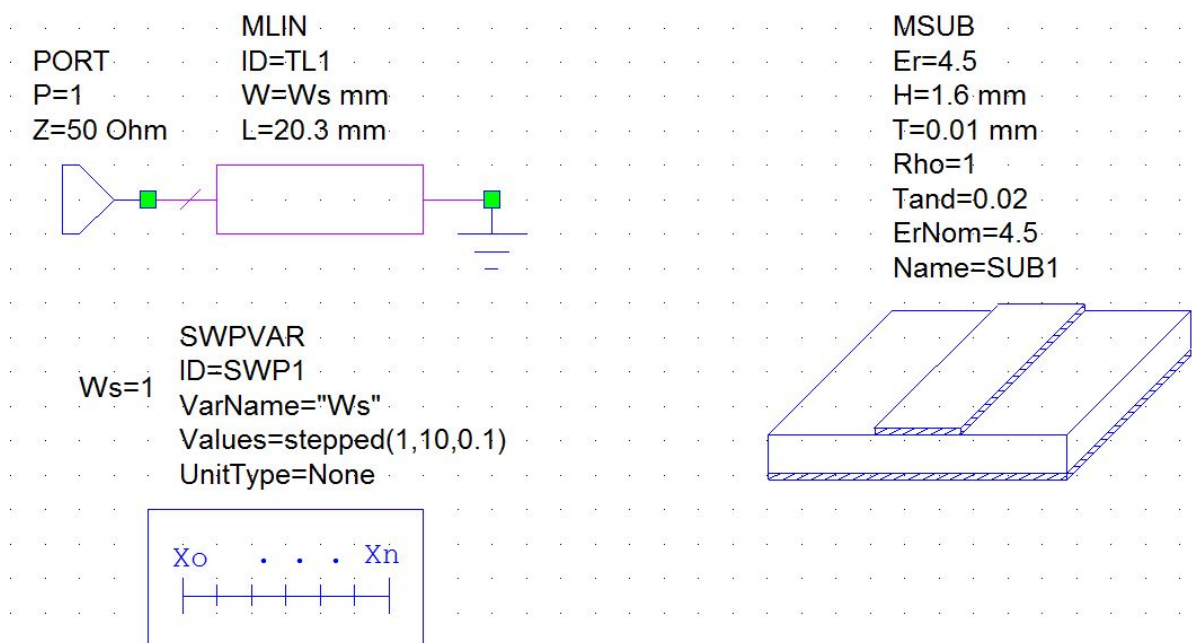 PORT
P=1
Z=50 Ohm
MLIN
ID=TL1
W=Ws mm
L=20.3 mm
MSUB
Er=4.5
H=1.6 mm
T=0.01 mm
Rho=1
Tand=0.02
ErNom=4.5
Name=SUB1
Ws=1
SWPVAR
ID=SWP1
VarName="Ws"
Values=stepped(1,10,0.1)
UnitType=None
Xo . . . Xn